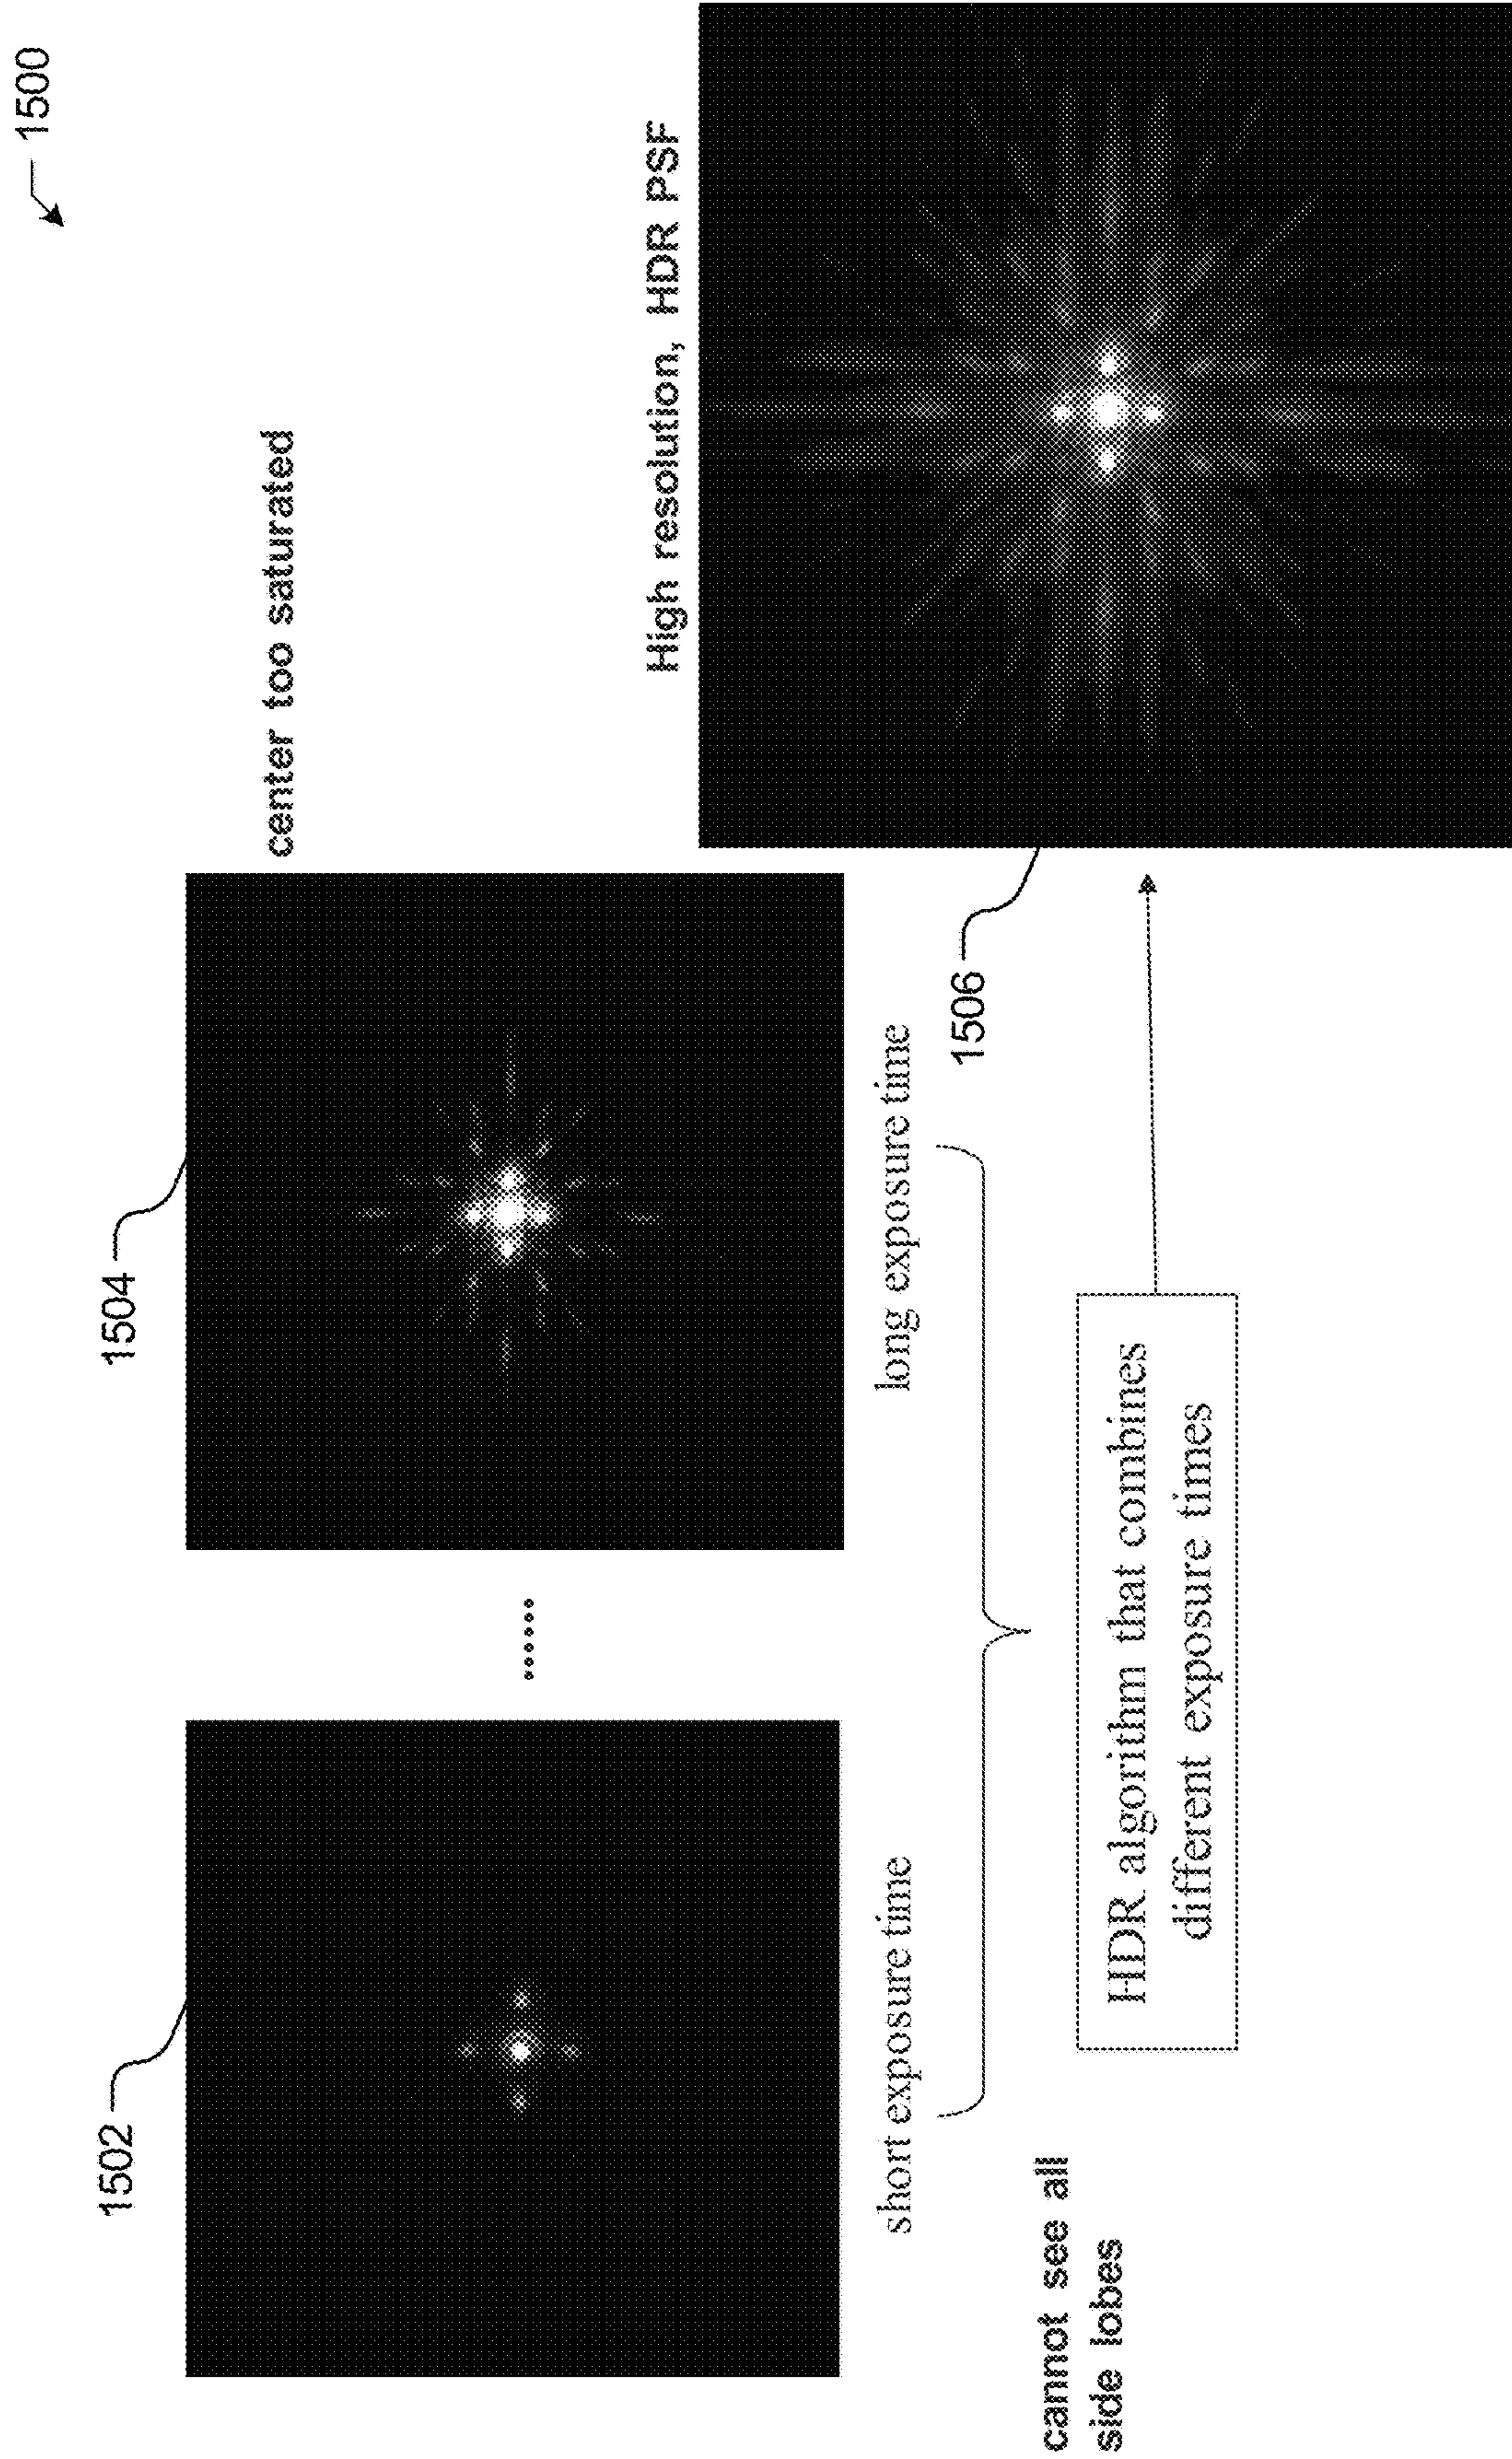 1500
1502
1504
center too saturated
......
short exposure time
long exposure time
cannot see all
side lobes
HDR algorithm that combines
different exposure times
1506
High resolution, HDR PSF